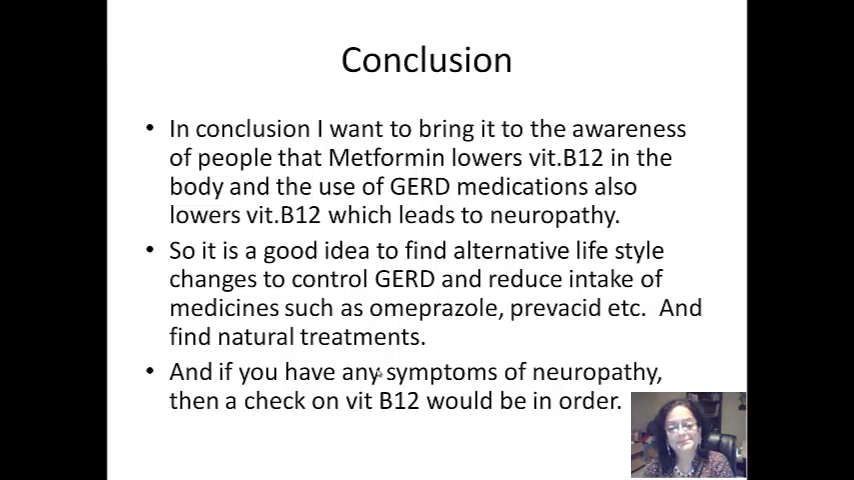 Conclusion
• In conclusion I want to bring it to the awareness
of people that Metformin lowers vit.B12 in the
body and the use of GERD medications also
lowers vit.B12 which leads to neuropathy.
• So it is a good idea to find alternative life style
changes to control GERD and reduce intake of
medicines such as omeprazole, prevacid etc.  And
find natural treatments.
• And if you have any symptoms of neuropathy,
then a check on vit B12 would be in order.